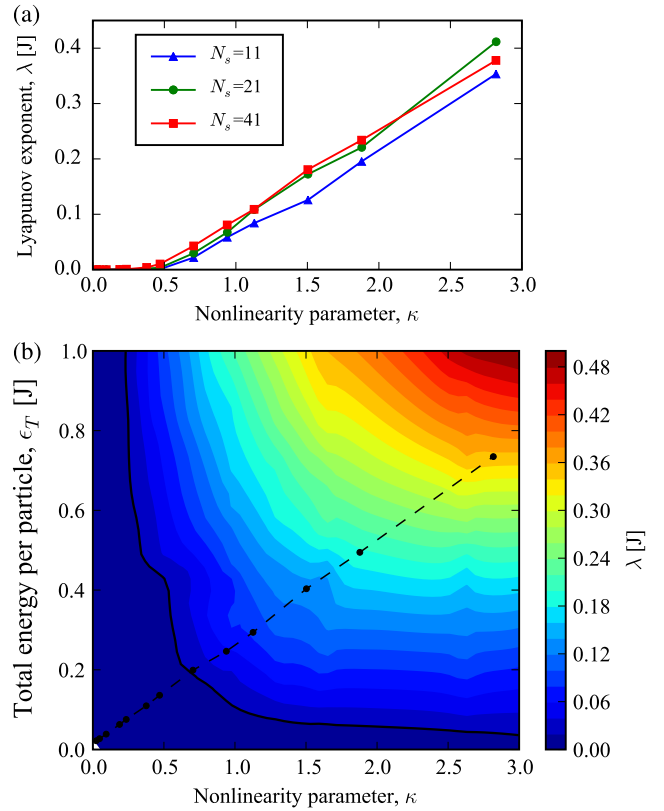 (a)
Lyapunov exponent, λ [J]
0.4
0.3
0.2
0.1
0.0
N_s=11
N_s=21
N_s=41
0.0 0.5 1.0 1.5 2.0 2.5 3.0
Nonlinearity parameter, κ
(b)
Total energy per particle, ϵ_T [J]
1.0
0.8
0.6
0.4
0.2
0.0
0.0 0.5 1.0 1.5 2.0 2.5 3.0
Nonlinearity parameter, κ
0.48
0.42
0.36
0.30
0.24
0.18
0.12
0.06
0.00
λ [J]